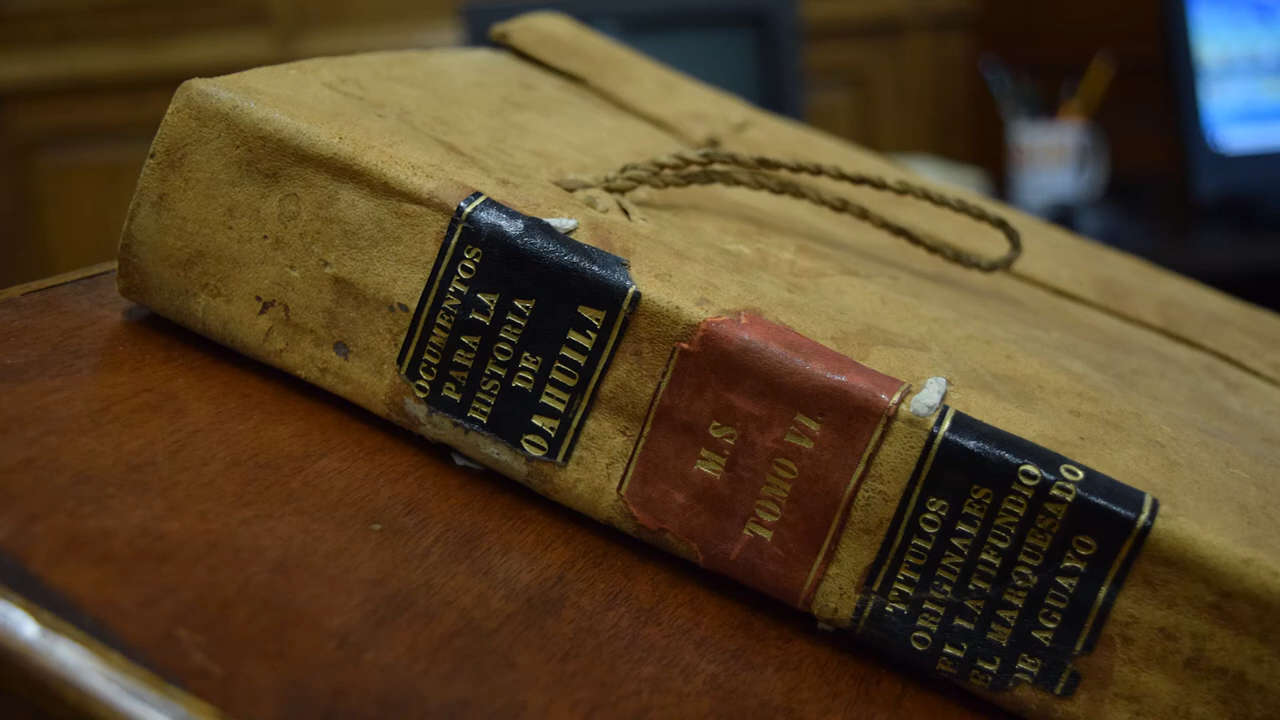 OCUMENTOS
PARA LA
HISTORIA
DE
OAHUILA
M.S
TOMO VI.
TITULOS
ORIGINALES
EL LATIFUNDIO
EL MARQUESADO
DE AGUAYO